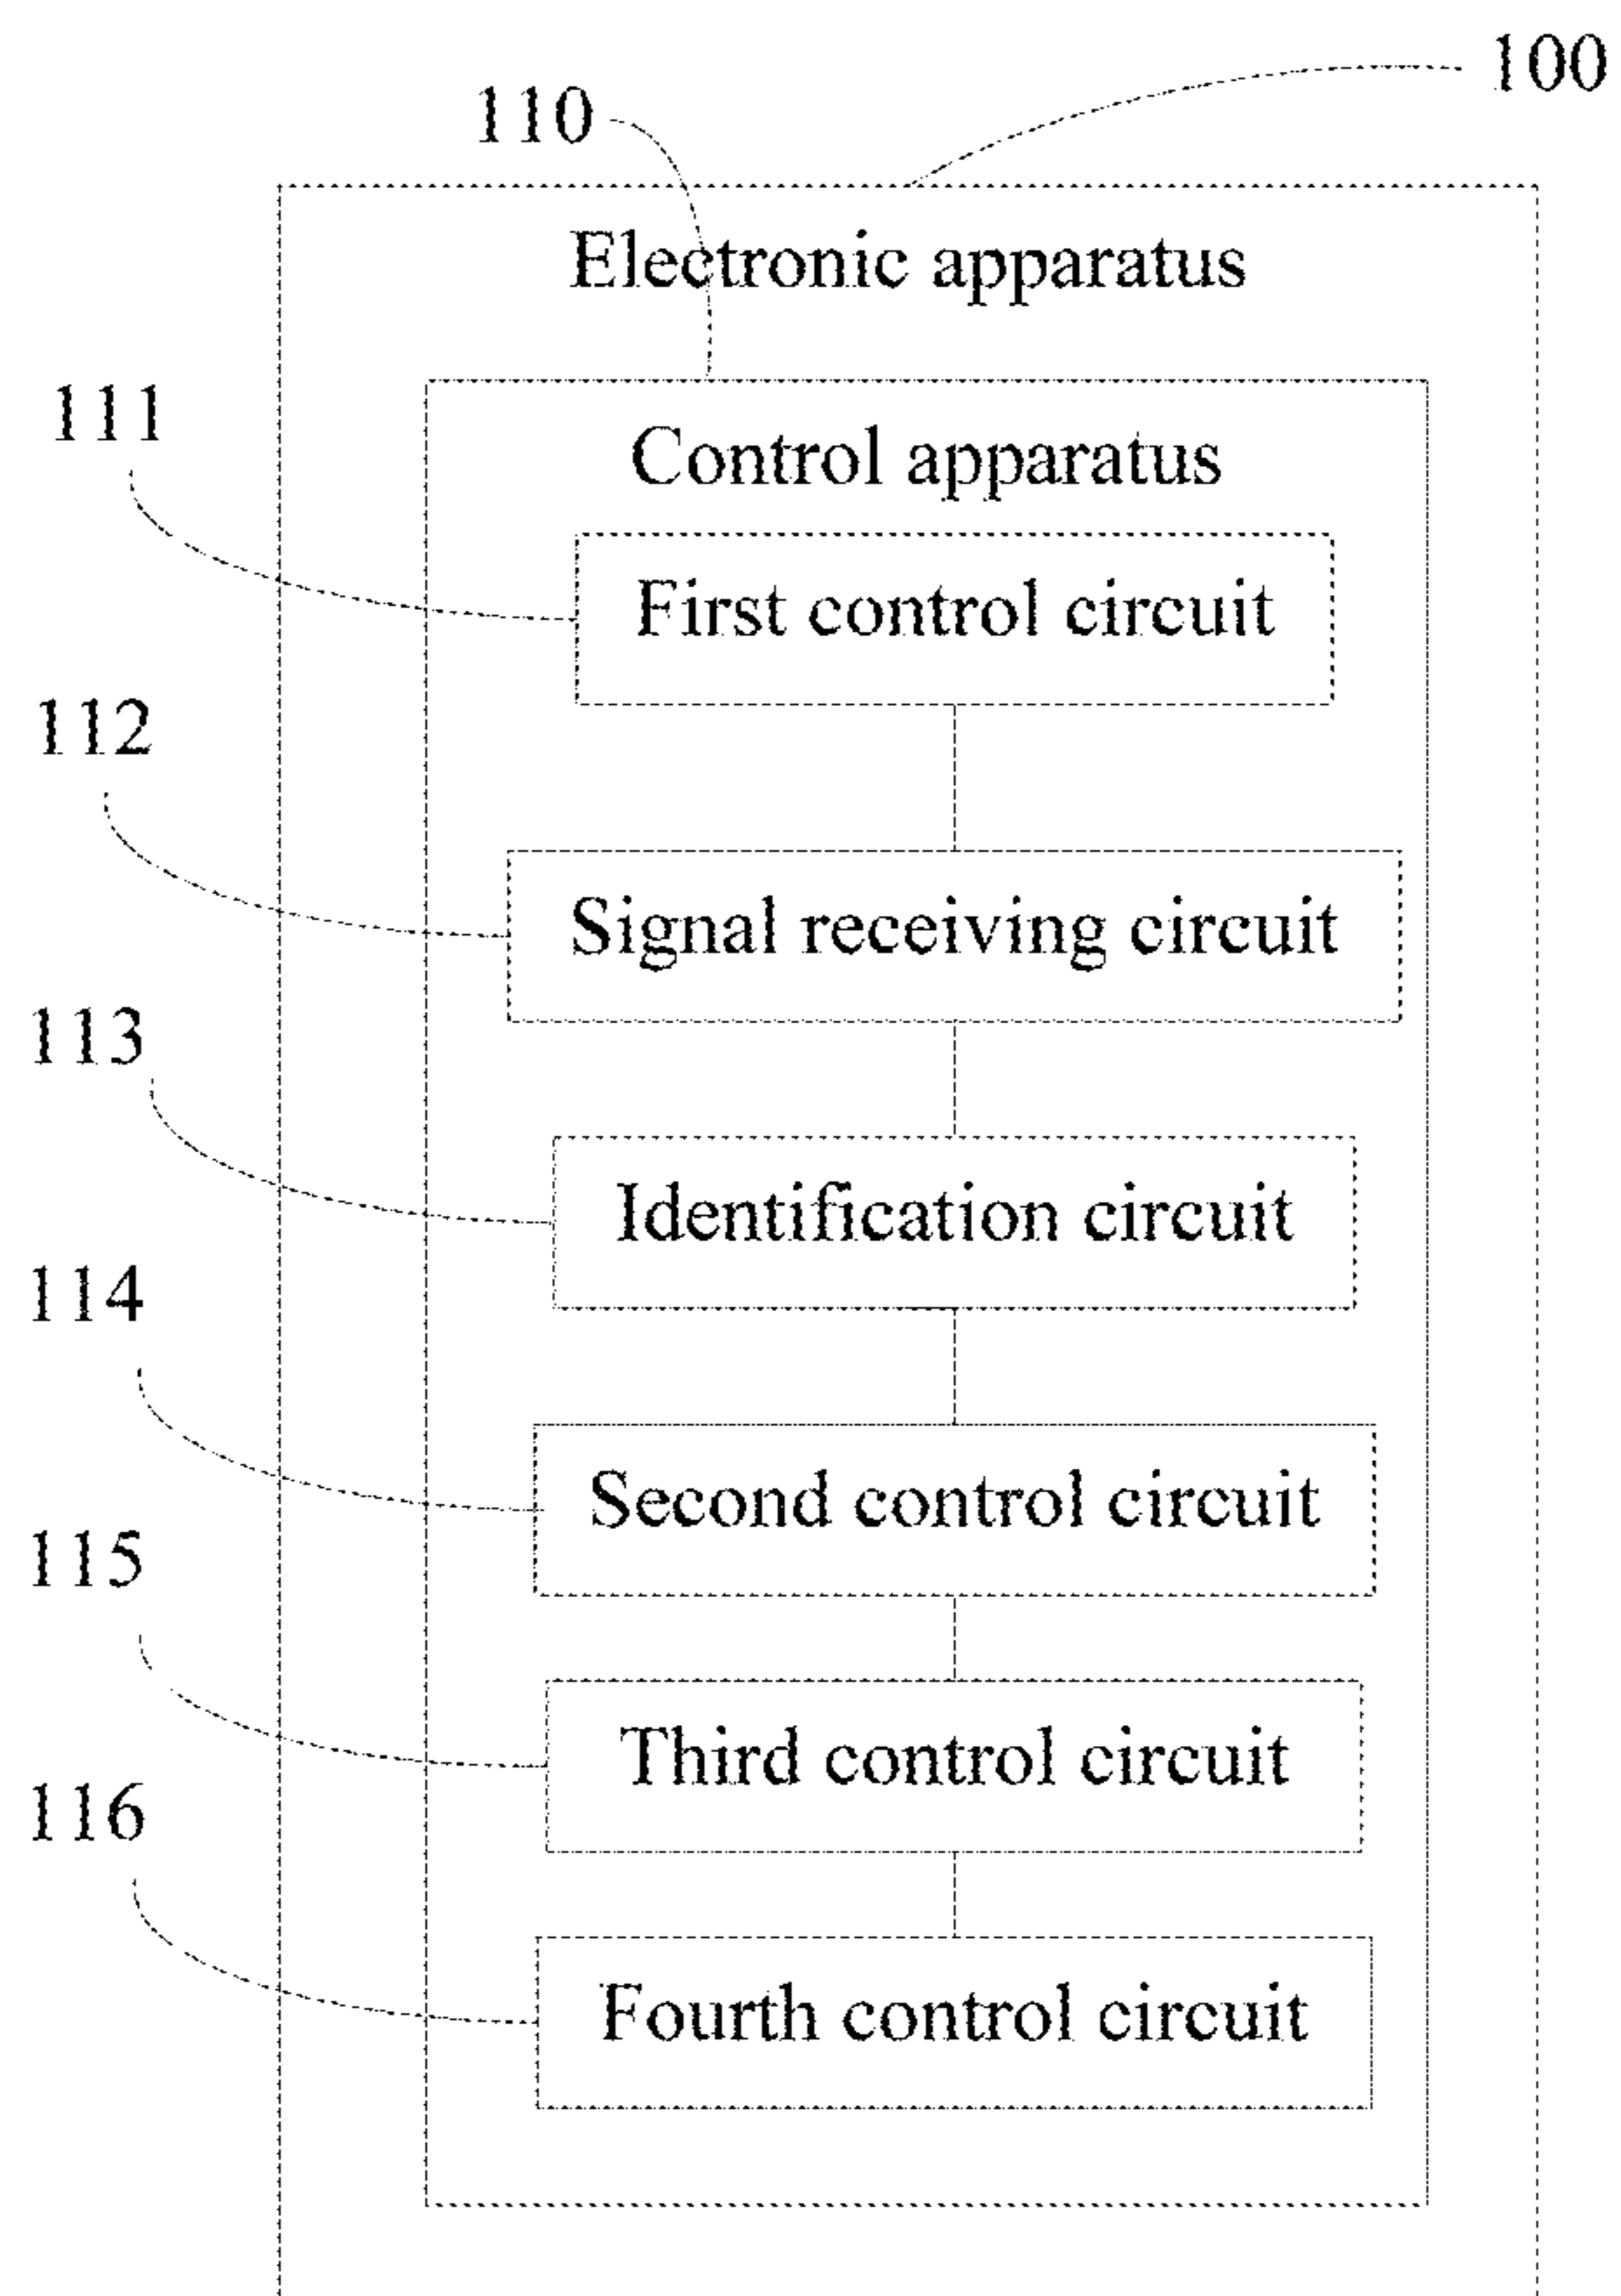 100
110
Electronic apparatus
111
Control apparatus
First control circuit
112
Signal receiving circuit
113
Identification circuit
114
Second control circuit
115
Third control circuit
116
Fourth control circuit